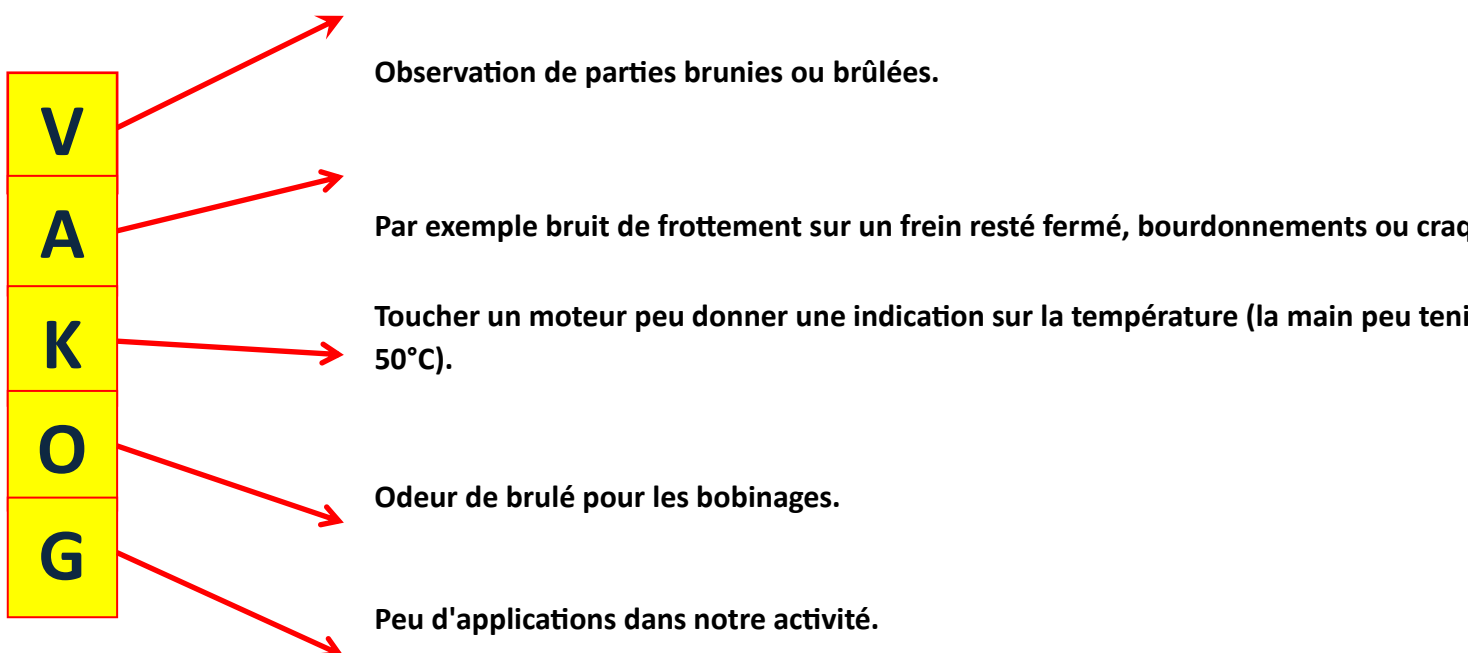 V
Observation de parties brunies ou brûlées.
A
Par exemple bruit de frottement sur un frein resté fermé, bourdonnements ou
K
Toucher un moteur peu donner une indication sur la température (la main peu
50°C).
O
Odeur de brulé pour les bobinages.
G
Peu d'applications dans notre activité.